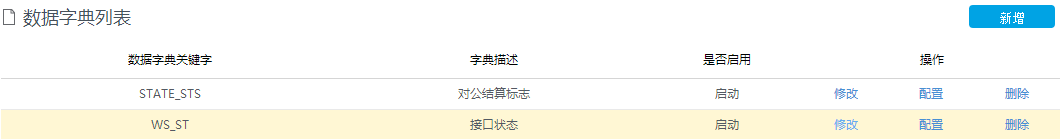 数据字典列表 新增
数据字典关键字 字典描述 是否启用 操作
STATE_STS 对公结算标志 启动 修改 配置 删除
WS_ST 接口状态 启动 修改 配置 删除